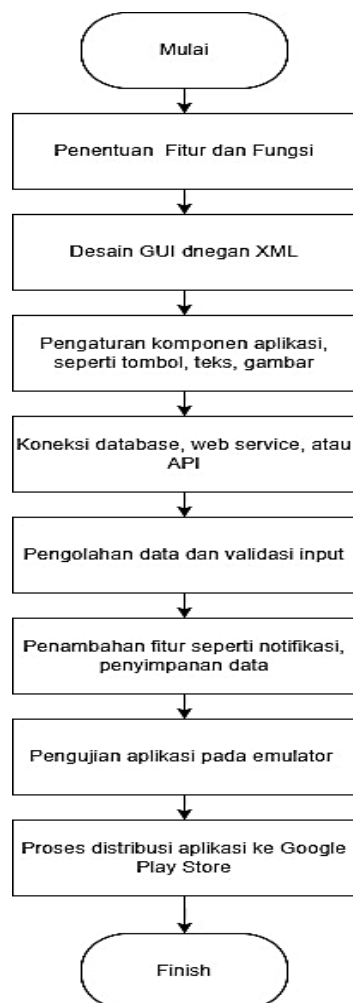 Mulai
Penentuan Fitur dan Fungsi
Desain GUI dnegan XML
Pengaturan komponen aplikasi,
seperti tombol, teks, gambar
Koneksi database, web service, atau
API
Pengolahan data dan validasi input
Penambahan fitur seperti notifikasi,
penyimpanan data
Pengujian aplikasi pada emulator
Proses distribusi aplikasi ke Google
Play Store
Finish